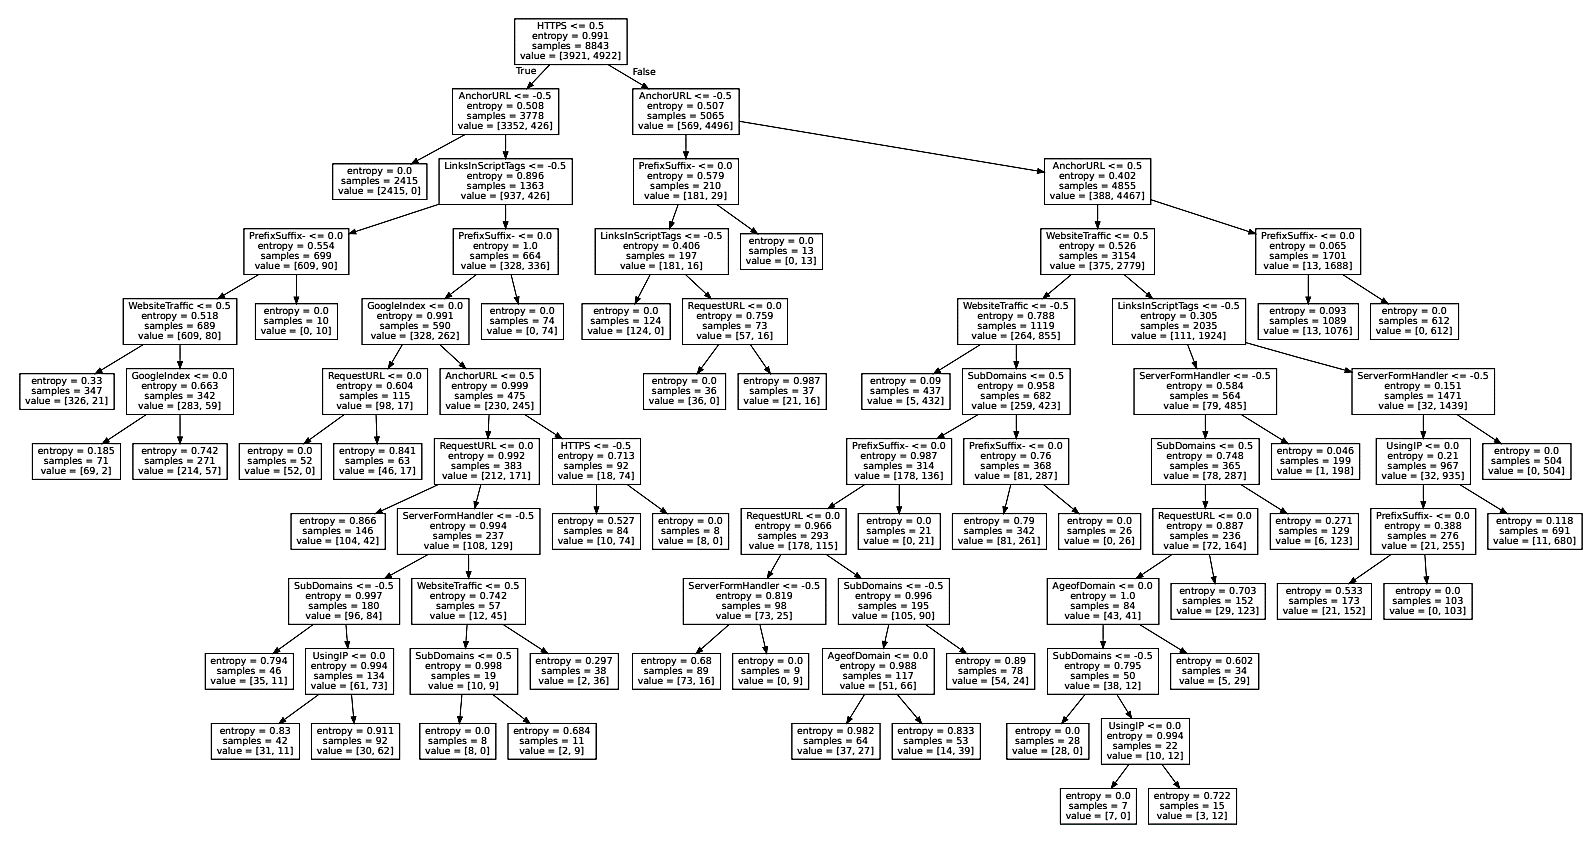 HTTPS <= 0.5
entropy = 0.991
samples = 8843
value = [3921, 4922]
True
False
AnchorURL <= -0.5
entropy = 0.508
samples = 3778
value = [3352, 426]
AnchorURL <= -0.5
entropy = 0.507
samples = 5065
value = [569, 4496]
entropy = 0.0
samples = 2415
value = [2415, 0]
LinksInScriptTags <= -0.5
entropy = 0.896
samples = 1363
value = [937, 426]
PrefixSuffix- <= 0.0
entropy = 0.579
samples = 210
value = [181, 29]
AnchorURL <= 0.5
entropy = 0.402
samples = 4855
value = [388, 4467]
PrefixSuffix- <= 0.0
entropy = 0.554
samples = 699
value = [609, 90]
PrefixSuffix- <= 0.0
entropy = 1.0
samples = 664
value = [328, 336]
LinksInScriptTags <= -0.5
entropy = 0.406
samples = 197
value = [181, 16]
entropy = 0.0
samples = 13
value = [0, 13]
WebsiteTraffic <= 0.5
entropy = 0.526
samples = 3154
value = [375, 2779]
PrefixSuffix- <= 0.0
entropy = 0.065
samples = 1701
value = [13, 1688]
WebsiteTraffic <= 0.5
entropy = 0.518
samples = 689
value = [609, 80]
entropy = 0.0
samples = 10
value = [0, 10]
GoogleIndex <= 0.0
entropy = 0.991
samples = 590
value = [328, 262]
entropy = 0.0
samples = 74
value = [0, 74]
entropy = 0.0
samples = 124
value = [124, 0]
RequestURL <= 0.0
entropy = 0.759
samples = 73
value = [57, 16]
WebsiteTraffic <= -0.5
entropy = 0.788
samples = 1119
value = [264, 855]
LinksInScriptTags <= -0.5
entropy = 0.305
samples = 2035
value = [111, 1924]
entropy = 0.093
samples = 1089
value = [13, 1076]
entropy = 0.0
samples = 612
value = [0, 612]
entropy = 0.33
samples = 347
value = [326, 21]
GoogleIndex <= 0.0
entropy = 0.663
samples = 342
value = [283, 59]
RequestURL <= 0.0
entropy = 0.604
samples = 115
value = [98, 17]
AnchorURL <= 0.5
entropy = 0.999
samples = 475
value = [230, 245]
entropy = 0.0
samples = 36
value = [36, 0]
entropy = 0.987
samples = 37
value = [21, 16]
entropy = 0.09
samples = 437
value = [5, 432]
SubDomains <= 0.5
entropy = 0.958
samples = 682
value = [259, 423]
ServerFormHandler <= -0.5
entropy = 0.584
samples = 564
value = [79, 485]
ServerFormHandler <= -0.5
entropy = 0.151
samples = 1471
value = [32, 1439]
entropy = 0.185
samples = 71
value = [69, 2]
entropy = 0.742
samples = 271
value = [214, 57]
entropy = 0.0
samples = 52
value = [52, 0]
entropy = 0.841
samples = 63
value = [46, 17]
RequestURL <= 0.0
entropy = 0.992
samples = 383
value = [212, 171]
HTTPS <= -0.5
entropy = 0.713
samples = 92
value = [18, 74]
PrefixSuffix- <= 0.0
entropy = 0.987
samples = 314
value = [178, 136]
PrefixSuffix- <= 0.0
entropy = 0.76
samples = 368
value = [81, 287]
SubDomains <= 0.5
entropy = 0.748
samples = 365
value = [78, 287]
entropy = 0.046
samples = 199
value = [1, 198]
UsingIP <= 0.0
entropy = 0.21
samples = 967
value = [32, 935]
entropy = 0.0
samples = 504
value = [0, 504]
entropy = 0.866
samples = 146
value = [104, 42]
ServerFormHandler <= -0.5
entropy = 0.994
samples = 237
value = [108, 129]
entropy = 0.527
samples = 84
value = [10, 74]
entropy = 0.0
samples = 8
value = [8, 0]
RequestURL <= 0.0
entropy = 0.966
samples = 293
value = [178, 115]
entropy = 0.0
samples = 21
value = [0, 21]
entropy = 0.79
samples = 342
value = [81, 261]
entropy = 0.0
samples = 26
value = [0, 26]
RequestURL <= 0.0
entropy = 0.887
samples = 236
value = [72, 164]
entropy = 0.271
samples = 129
value = [6, 123]
PrefixSuffix- <= 0.0
entropy = 0.388
samples = 276
value = [21, 255]
entropy = 0.118
samples = 691
value = [11, 680]
SubDomains <= -0.5
entropy = 0.997
samples = 180
value = [96, 84]
WebsiteTraffic <= 0.5
entropy = 0.742
samples = 57
value = [12, 45]
ServerFormHandler <= -0.5
entropy = 0.819
samples = 98
value = [73, 25]
SubDomains <= -0.5
entropy = 0.996
samples = 195
value = [105, 90]
AgeofDomain <= 0.0
entropy = 1.0
samples = 84
value = [43, 41]
entropy = 0.703
samples = 152
value = [29, 123]
entropy = 0.533
samples = 173
value = [21, 152]
entropy = 0.0
samples = 103
value = [0, 103]
entropy = 0.794
samples = 46
value = [35, 11]
UsingIP <= 0.0
entropy = 0.994
samples = 134
value = [61, 73]
SubDomains <= 0.5
entropy = 0.998
samples = 19
value = [10, 9]
entropy = 0.297
samples = 38
value = [2, 36]
entropy = 0.68
samples = 89
value = [73, 16]
entropy = 0.0
samples = 9
value = [0, 9]
AgeofDomain <= 0.0
entropy = 0.988
samples = 117
value = [51, 66]
entropy = 0.89
samples = 78
value = [54, 24]
SubDomains <= -0.5
entropy = 0.795
samples = 50
value = [38, 12]
entropy = 0.602
samples = 34
value = [5, 29]
entropy = 0.83
samples = 42
value = [31, 11]
entropy = 0.911
samples = 92
value = [30, 62]
entropy = 0.0
samples = 8
value = [8, 0]
entropy = 0.684
samples = 11
value = [2, 9]
entropy = 0.982
samples = 64
value = [37, 27]
entropy = 0.833
samples = 53
value = [14, 39]
entropy = 0.0
samples = 28
value = [28, 0]
UsingIP <= 0.0
entropy = 0.994
samples = 22
value = [10, 12]
entropy = 0.0
samples = 7
value = [7, 0]
entropy = 0.722
samples = 15
value = [3, 12]